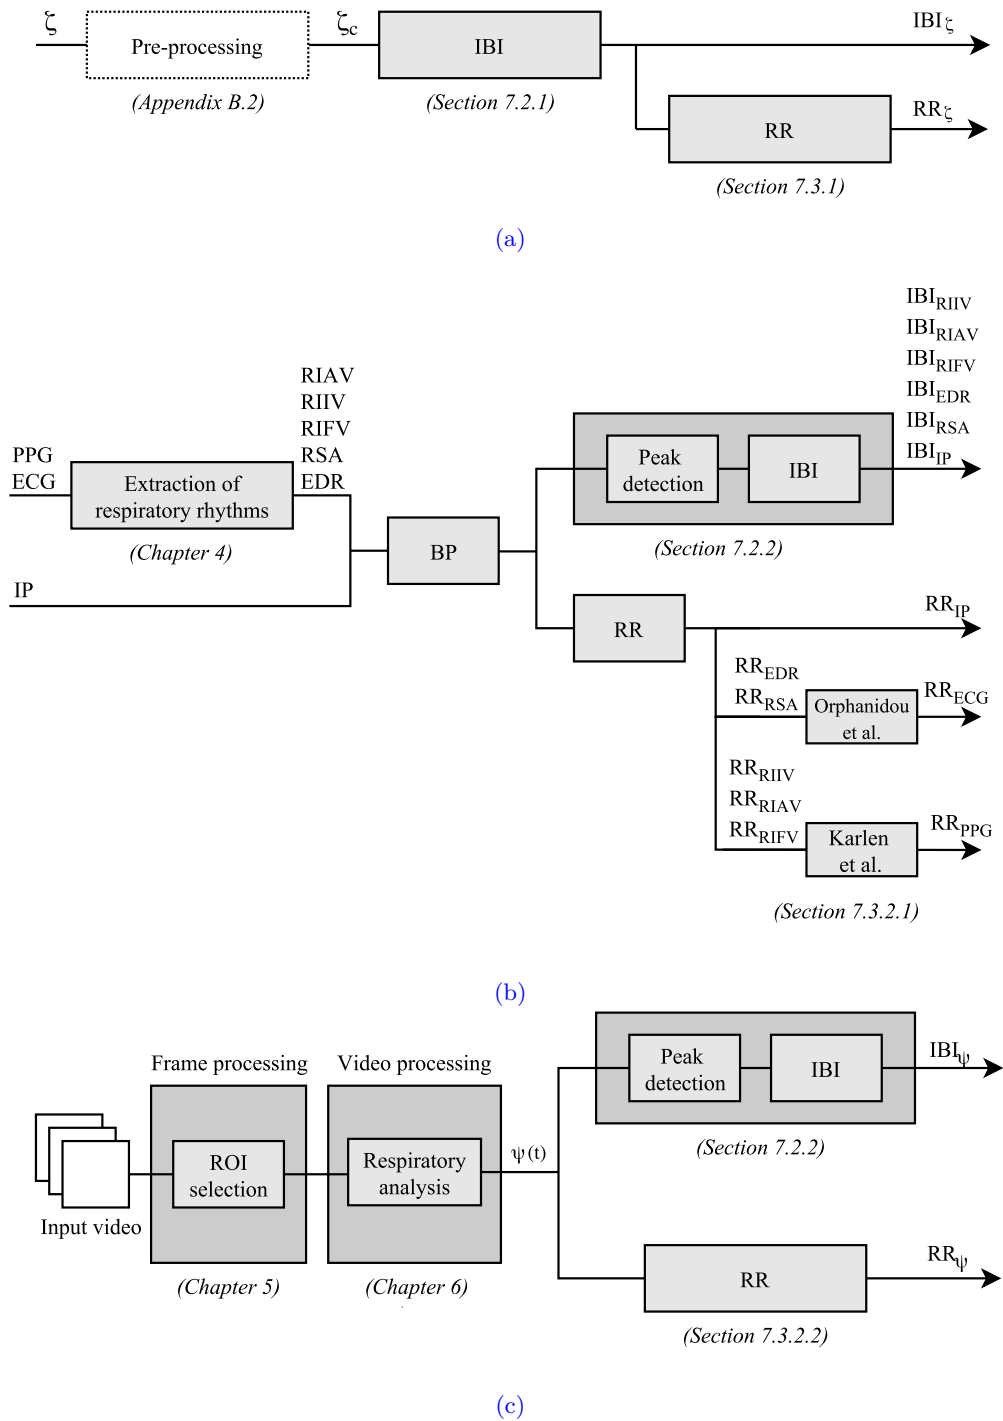 ζ
Pre-processing
ζc
IBI
IBIζ
(Appendix B.2)
(Section 7.2.1)
RR
RRζ
(Section 7.3.1)
(a)
IBIRIIV
IBIRIAV
IBIRIFV
IBIEDR
IBIRSA
IBIIP
RIAV
RIIV
RIFV
RSA
EDR
PPG
ECG
Extraction of
respiratory rhythms
(Chapter 4)
IP
BP
Peak
detection
IBI
(Section 7.2.2)
RR
RRIP
RREDR
RRRSA
Orphanidou
et al.
RRECG
RRRIIV
RRRIAV
RRRIFV
Karlen
et al.
RRPPG
(Section 7.3.2.1)
(b)
Frame processing
Video processing
Input video
ROI
selection
(Chapter 5)
Respiratory
analysis
(Chapter 6)
ψ(t)
Peak
detection
IBI
IBIψ
(Section 7.2.2)
RR
RRψ
(Section 7.3.2.2)
(c)